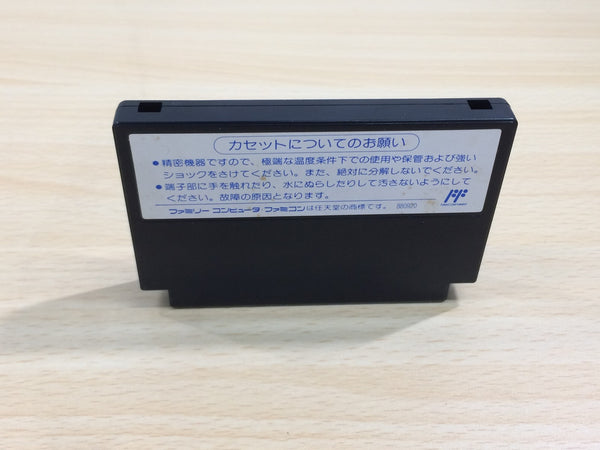 カセットについてのお願い
●精密機器ですので、極端な温度条件下での使用や保管および強い
ショックをさけてください。また、絶対に分解しないでください。
●端子部に手を触れたり、水にぬらしたりして汚さないようにして
ください。故障の原因となります。
ファミリーコンピュータ・ファミコンは任天堂の商標です。